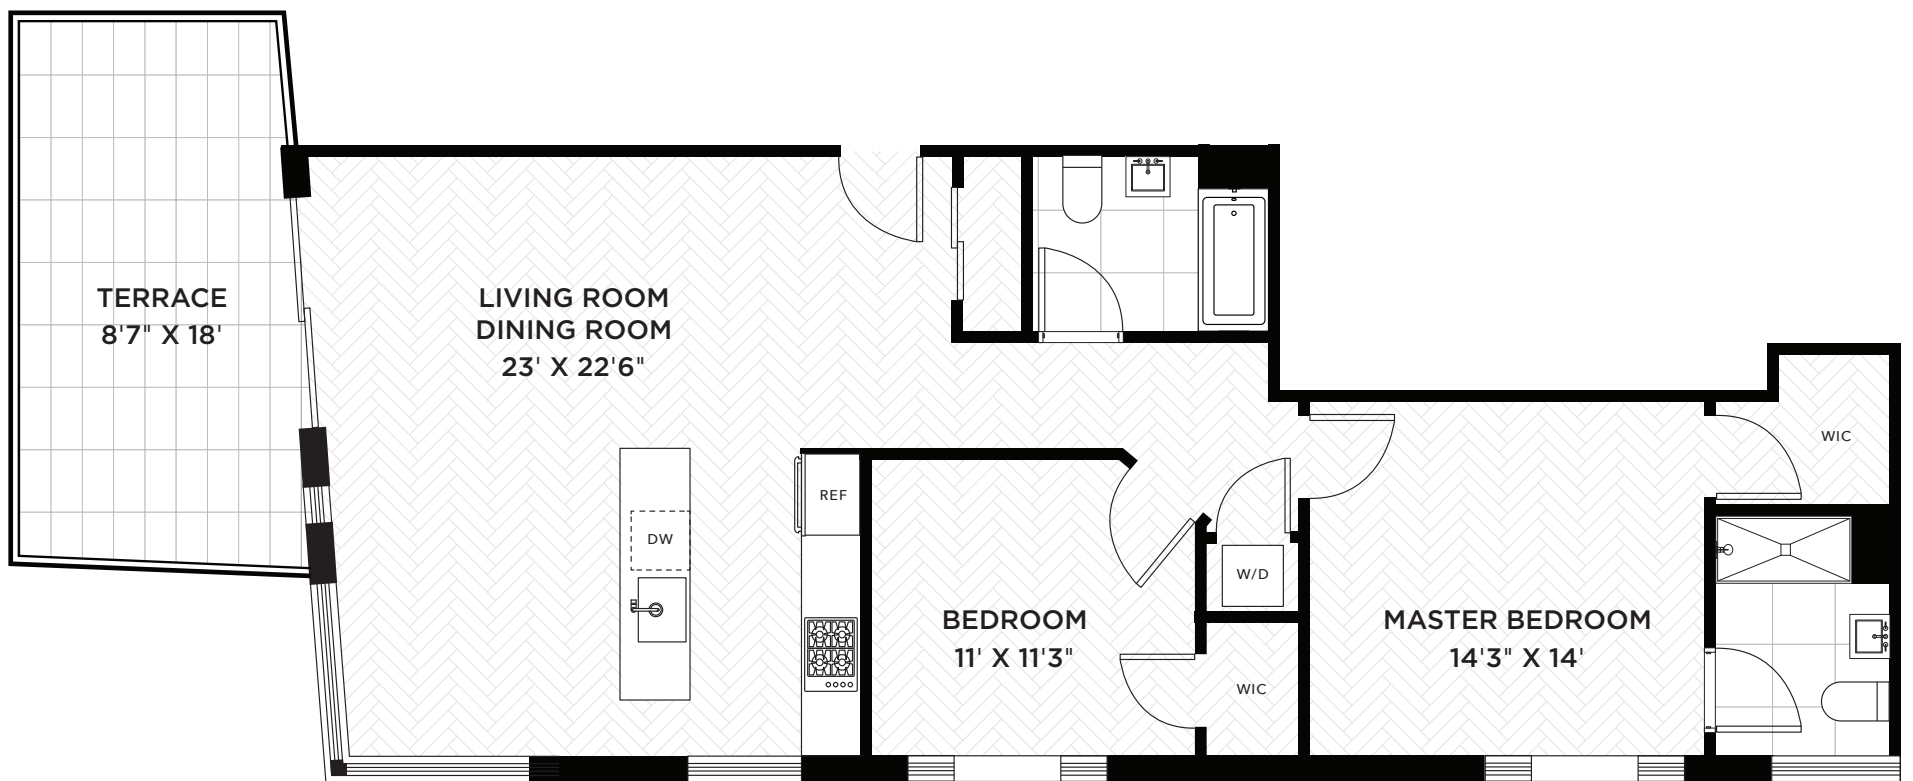 TERRACE
8'7" X 18'
LIVING ROOM
DINING ROOM
23' X 22'6"
REF
DW
BEDROOM
11' X 11'3"
W/D
WIC
MASTER BEDROOM
14'3" X 14'
WIC